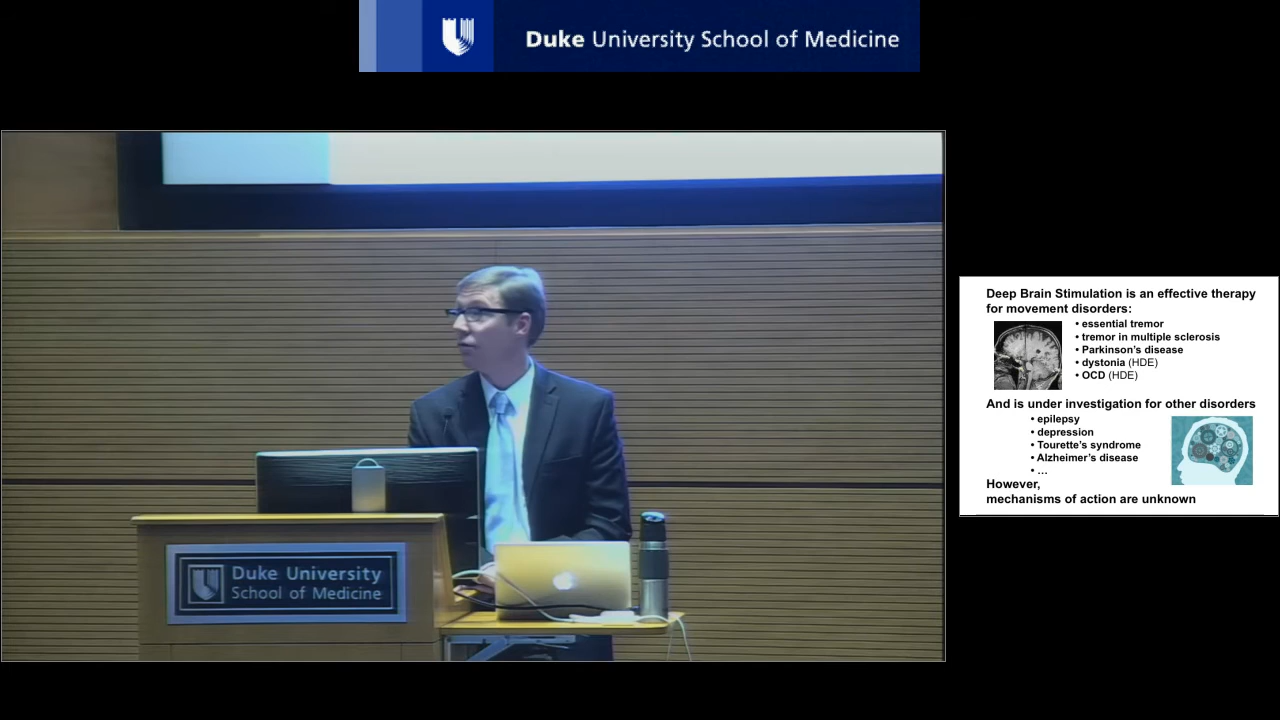 Duke University School of Medicine
Duke University
School of Medicine
Deep Brain Stimulation is an effective therapy
for movement disorders:
• essential tremor
• tremor in multiple sclerosis
• Parkinson's disease
• dystonia (HDE)
• OCD (HDE)
And is under investigation for other disorders
• epilepsy
• depression
• Tourette's syndrome
• Alzheimer's disease
• ...
However,
mechanisms of action are unknown